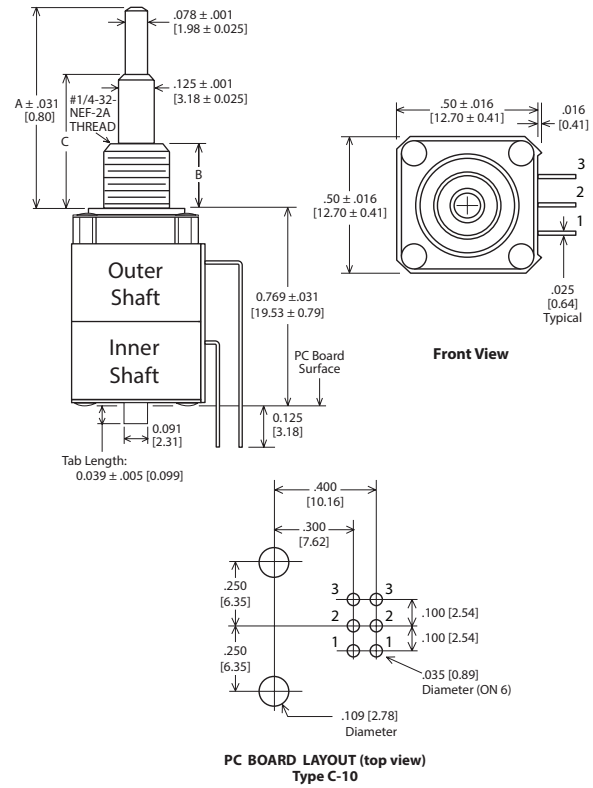 .078 ± .001
[1.98 ± 0.025]
.125 ± .001
[3.18 ± 0.025]
A ± .031
[0.80]
#1/4-32-
NEF-2A
THREAD
C
B
Outer
Shaft
Inner
Shaft
0.769 ±.031
[19.53 ± 0.79]
PC Board
Surface
0.125
[3.18]
0.091
[2.31]
Tab Length:
0.039 ± .005 [0.099]
.50 ± .016
[12.70 ± 0.41]
.016
[0.41]
.50 ± .016
[12.70 ± 0.41]
3
2
1
.025
[0.64]
Typical
Front View
.400
[10.16]
.300
[7.62]
.250
[6.35]
.250
[6.35]
3 3
2 2
1 1
.100 [2.54]
.100 [2.54]
.035 [0.89]
Diameter (ON 6)
.109 [2.78]
Diameter
PC BOARD LAYOUT (top view)
Type C-10